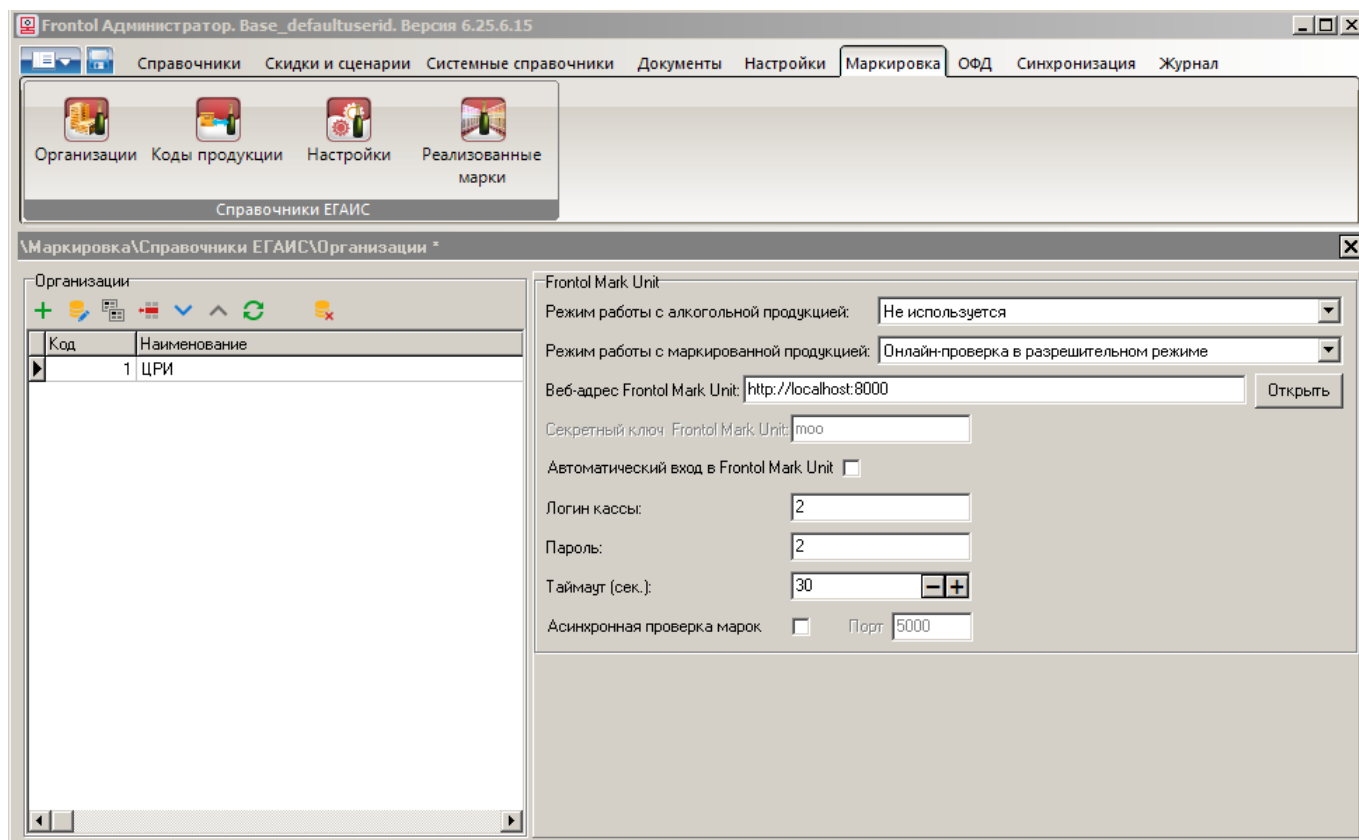 Frontol Администратор. Base_defaultuserid. Версия 6.25.6.15
Справочники Скидки и сценарии Системные справочники Документы Настройки Маркировка ОФД Синхронизация Журнал
Организации Коды продукции Настройки Реализованные марки
Справочники ЕГАИС
\Маркировка\Справочники ЕГАИС\Организации *
Организации
Код Наименование
1 ЦРИ
Frontol Mark Unit
Режим работы с алкогольной продукцией: Не используется
Режим работы с маркированной продукцией: Онлайн-проверка в разрешительном режиме
Веб-адрес Frontol Mark Unit: http://localhost:8000 Открыть
Секретный ключ Frontol Mark Unit: moo
Автоматический вход в Frontol Mark Unit
Логин кассы: 2
Пароль: 2
Таймаут (сек.): 30
Асинхронная проверка марок Порт 5000